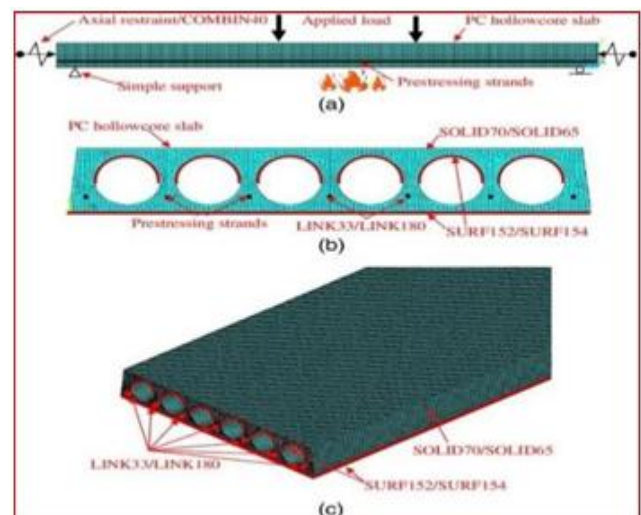 Axial restraint/COMBIN40 Applied load PC hollowcore slab
Simple support Prestressing strands
(a)
PC hollowcore slab SOLID70/SOLID65
Prestressing strands LINK33/LINK180 SURF152/SURF154
(b)
SOLID70/SOLID65
LINK33/LINK180
SURF152/SURF154
(c)